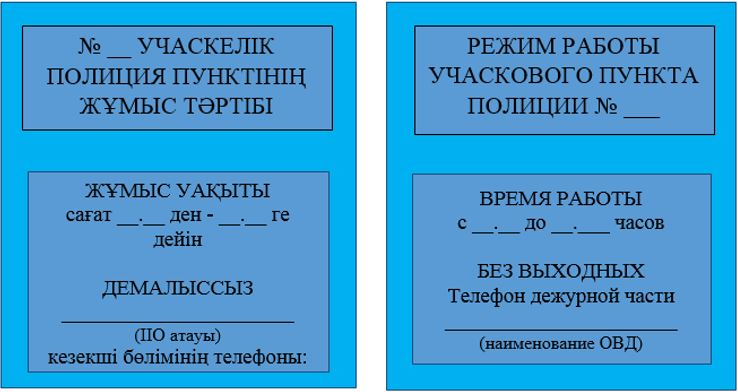 № __ УЧАСКЕЛІК
ПОЛИЦИЯ ПУНКТІНІҢ
ЖҰМЫС ТӘРТІБІ
ЖҰМЫС УАҚЫТЫ
сағат __.__ ден - __.__ ге
дейін
ДЕМАЛЫССЫЗ
________________________
(ІІО атауы)
кезекші бөлімінің телефоны:
РЕЖИМ РАБОТЫ
УЧАСКОВОГО ПУНКТА
ПОЛИЦИИ № ___
ВРЕМЯ РАБОТЫ
с __.__ до __.___ часов
БЕЗ ВЫХОДНЫХ
Телефон дежурной части
________________________
(наименование ОВД)